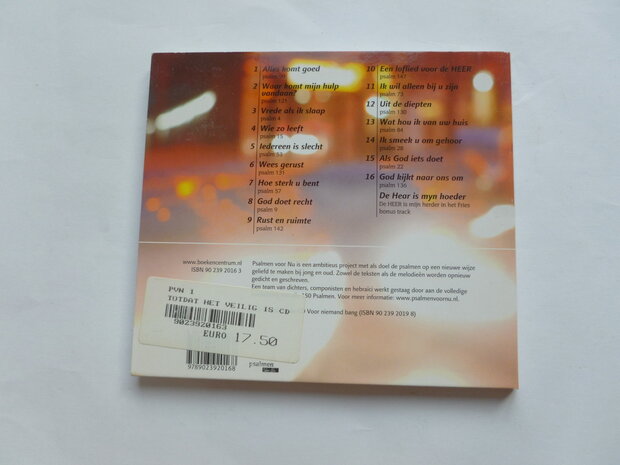 1 Alles komt goed
psalm
2 Waar komt mijn hulp
vandaan?
psalm 121
3 Vrede als ik slaap
psalm 4
4 Wie zo leeft
psalm 15
5 Iedereen is slecht
psalm 53
6 Wees gerust
psalm 131
7 Hoe sterk u bent
psalm 57
8 God doet recht
psalm 9
9 Rust en ruimte
psalm 142
10 Een loflied voor de HEER
psalm 147
11 Ik wil alleen bij u zijn
psalm 73
12 Uit de diepten
psalm 130
13 Wat hou ik van uw huis
psalm 84
14 Ik smeek u om gehoor
psalm 28
15 Als God iets doet
psalm 22
16 God kijkt naar ons om
psalm 136
De Hear is myn hoeder
De HEER is mijn herder in het Fries
bonus track
www.boekencentrum.nl
ISBN 90 239 2016 3
Psalmen voor Nu is een ambitieus project met als doel de psalmen op een nieuwe wijze
geliefd te maken bij jong en oud. Zowel de teksten als de melodieën worden opnieuw
gedicht en geschreven.
Een team van dichters, componisten en hebraïci werkt gestaag door aan de volledige
150 Psalmen. Voor meer informatie: www.psalmenvoornu.nl.
Voor niemand bang (ISBN 90 239 2019 8)
PVN 1
TOTDAT HET VEILIG IS CD
9023920163
EURO 17.50
9789023920168
psalmen